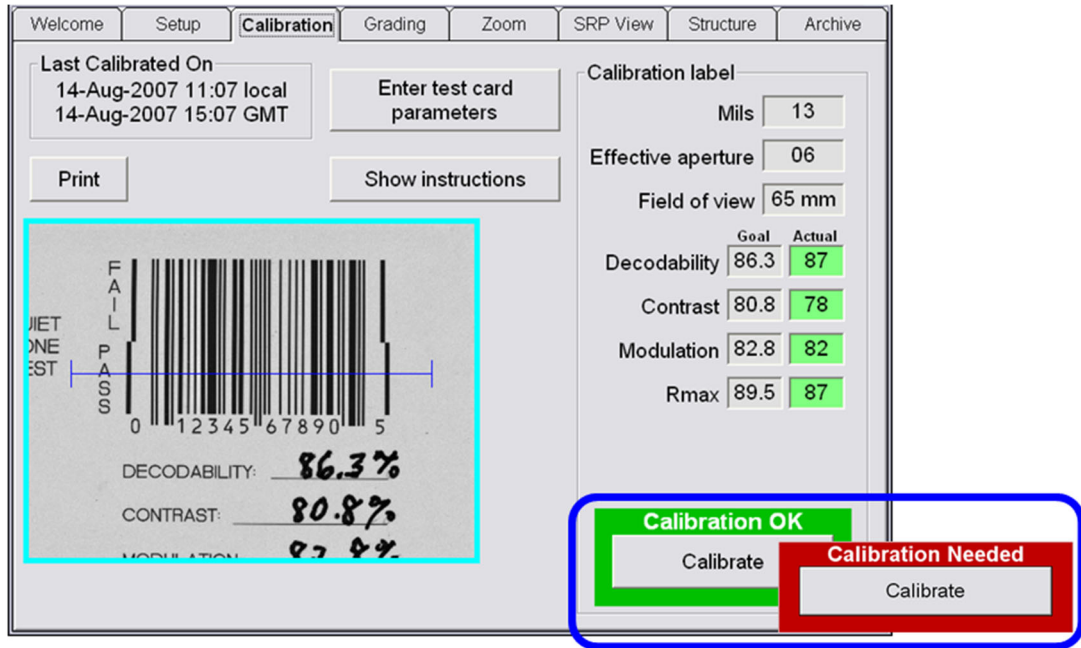 Welcome Setup Calibration Grading Zoom SRP View Structure Archive
Last Calibrated On
14-Aug-2007 11:07 local
14-Aug-2007 15:07 GMT
Enter test card
parameters
Print
Show instructions
FAIL
PASS
0 12345 67890 5
DECODABILITY: 86.3%
CONTRAST: 80.8%
Calibration label
Mils 13
Effective aperture 06
Field of view 65 mm
Goal Actual
Decodability 86.3 87
Contrast 80.8 78
Modulation 82.8 82
Rmax 89.5 87
Calibration OK
Calibrate
Calibration Needed
Calibrate